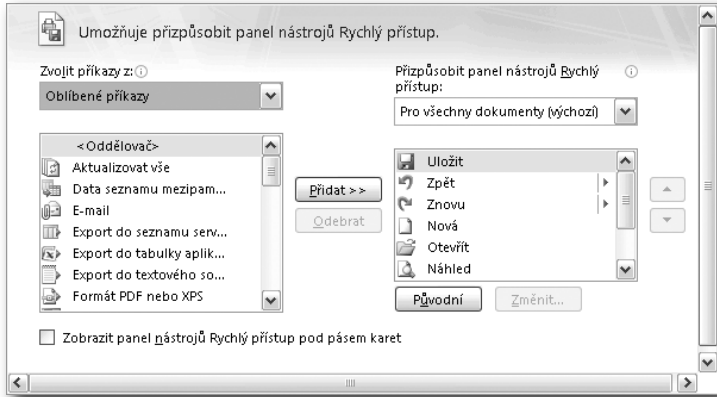 Umožňuje přizpůsobit panel nástrojů Rychlý přístup.
Zvolit příkazy z:
Oblíbené příkazy
<Oddělovač>
Aktualizovat vše
Data seznamu mezipam...
E-mail
Export do seznamu serv...
Export do tabulky aplik...
Export do textového so...
Formát PDF nebo XPS
Přidat >>
Odebrat
Přizpůsobit panel nástrojů Rychlý
přístup:
Pro všechny dokumenty (výchozí)
Uložit
Zpět
Znovu
Nová
Otevřít
Náhled
Původní
Změnit...
Zobrazit panel nástrojů Rychlý přístup pod pásem karet